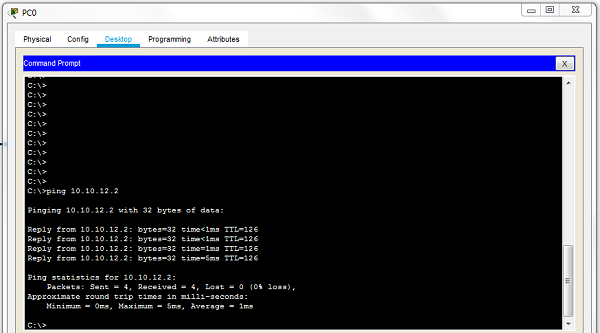 PC0
Physical Config Desktop Programming Attributes
Command Prompt X
C:\>
C:\>
C:\>
C:\>
C:\>
C:\>
C:\>
C:\>
C:\>
C:\>
C:\>
C:\>
C:\>ping 10.10.12.2
Pinging 10.10.12.2 with 32 bytes of data:
Reply from 10.10.12.2: bytes=32 time<1ms TTL=126
Reply from 10.10.12.2: bytes=32 time<1ms TTL=126
Reply from 10.10.12.2: bytes=32 time=1ms TTL=126
Reply from 10.10.12.2: bytes=32 time=5ms TTL=126
Ping statistics for 10.10.12.2:
Packets: Sent = 4, Received = 4, Lost = 0 (0% loss),
Approximate round trip times in milli-seconds:
Minimum = 0ms, Maximum = 5ms, Average = 1ms
C:\>